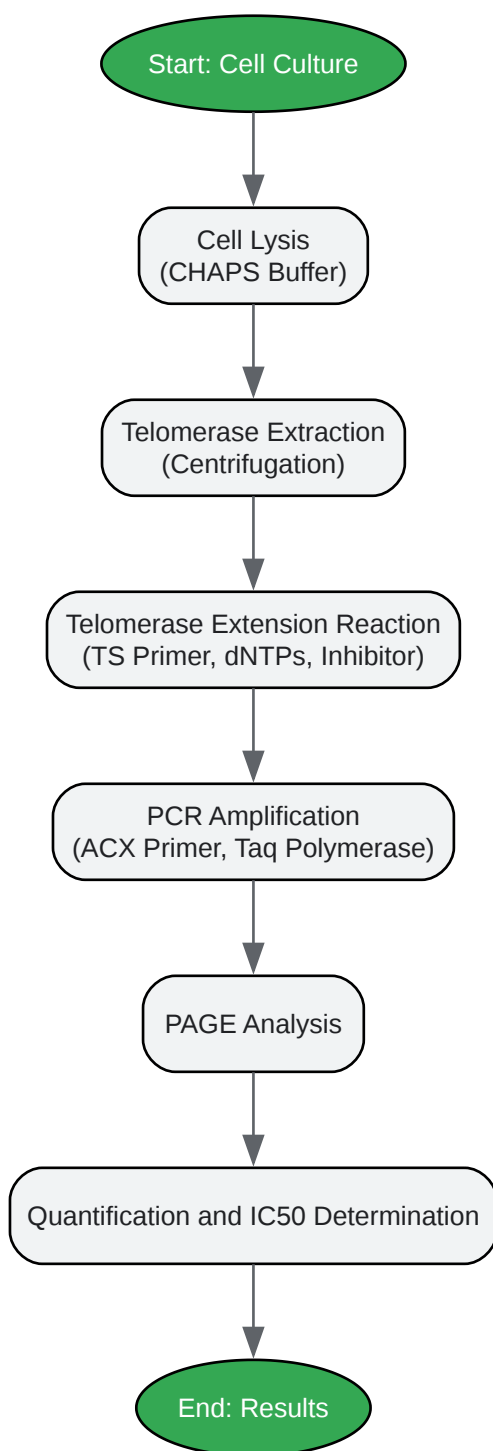 Start: Cell Culture
Cell Lysis
(CHAPS Buffer)
Telomerase Extraction
(Centrifugation)
Telomerase Extension Reaction
(TS Primer, dNTPs, Inhibitor)
PCR Amplification
(ACX Primer, Taq Polymerase)
PAGE Analysis
Quantification and IC50 Determination
End: Results